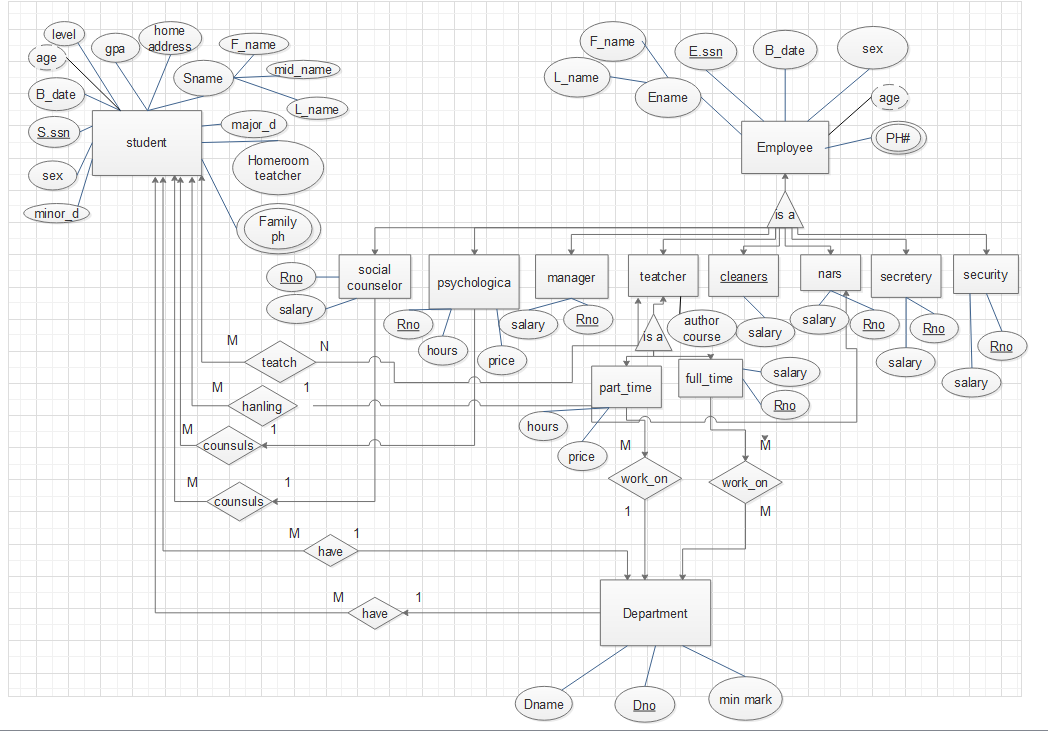 level
gpa
home
address
F_name
age
Sname
mid_name
B_date
L_name
S.ssn
student
major_d
Homeroom
teatcher
sex
minor_d
Family
ph
F_name
E.ssn
B_date
sex
L_name
Ename
age
PH#
Employee
is a
social
counselor
psychologica
manager
teatcher
cleaners
nars
secretery
security
Rno
salary
Rno
hours
price
salary
Rno
is a
author
course
salary
salary
Rno
salary
Rno
salary
Rno
M
teatch
N
M
hanling
1
part_time
full_time
salary
Rno
hours
price
M
counsuls
1
M
counsuls
1
M
work_on
1
M
work_on
M
M
have
1
M
have
1
Department
Dname
Dno
min mark